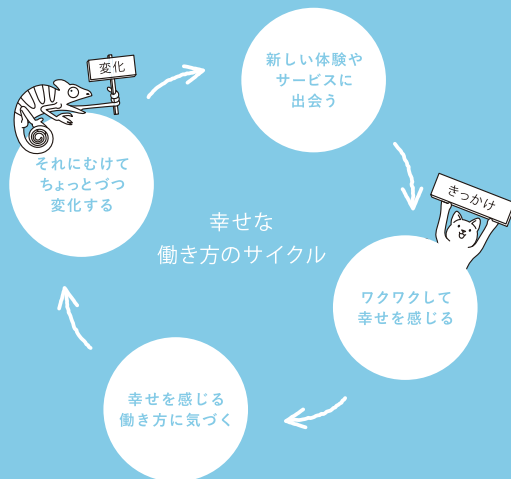 変化
新しい体験や
サービスに
出会う
きっかけ
それにむけて
ちょっとづつ
変化する
幸せな
働き方のサイクル
ワクワクして
幸せを感じる
幸せを感じる
働き方に気づく